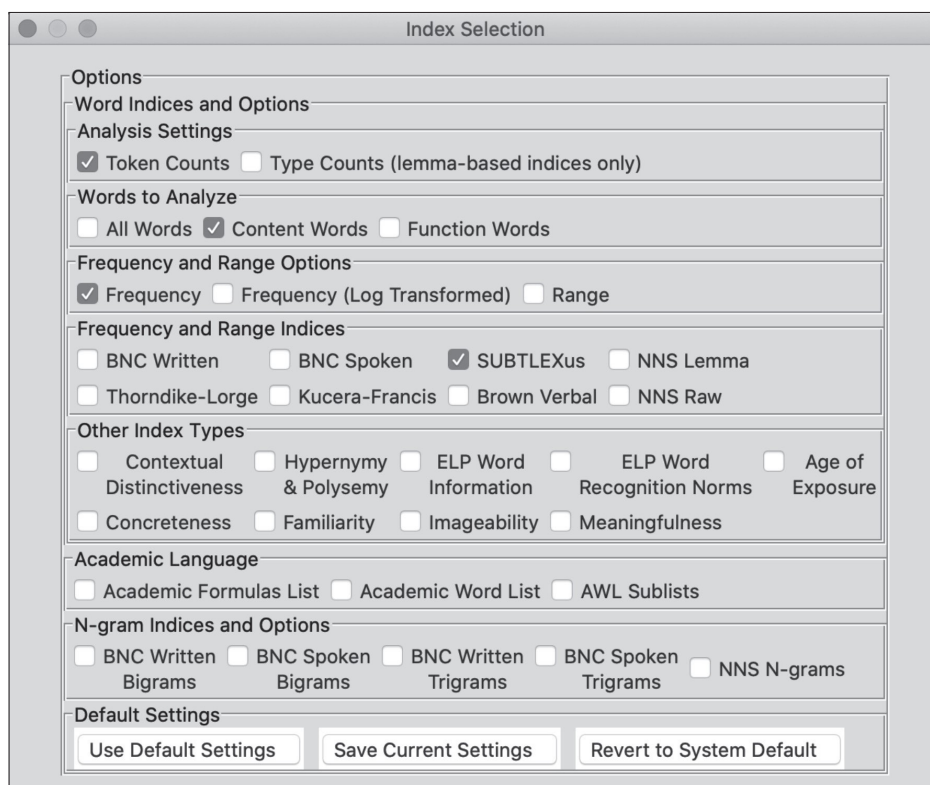 Index Selection
Options
Word Indices and Options
Analysis Settings
Token Counts Type Counts (lemma-based indices only)
Words to Analyze
All Words Content Words Function Words
Frequency and Range Options
Frequency Frequency (Log Transformed) Range
Frequency and Range Indices
BNC Written BNC Spoken SUBTLEXus NNS Lemma
Thorndike-Lorge Kucera-Francis Brown Verbal NNS Raw
Other Index Types
Contextual Hypernymy ELP Word ELP Word Age of
Distinctiveness & Polysemy Information Recognition Norms Exposure
Concreteness Familiarity Imageability Meaningfulness
Academic Language
Academic Formulas List Academic Word List AWL Sublists
N-gram Indices and Options
BNC Written BNC Spoken BNC Written BNC Spoken NNS N-grams
Bigrams Bigrams Trigrams Trigrams
Default Settings
Use Default Settings Save Current Settings Revert to System Default